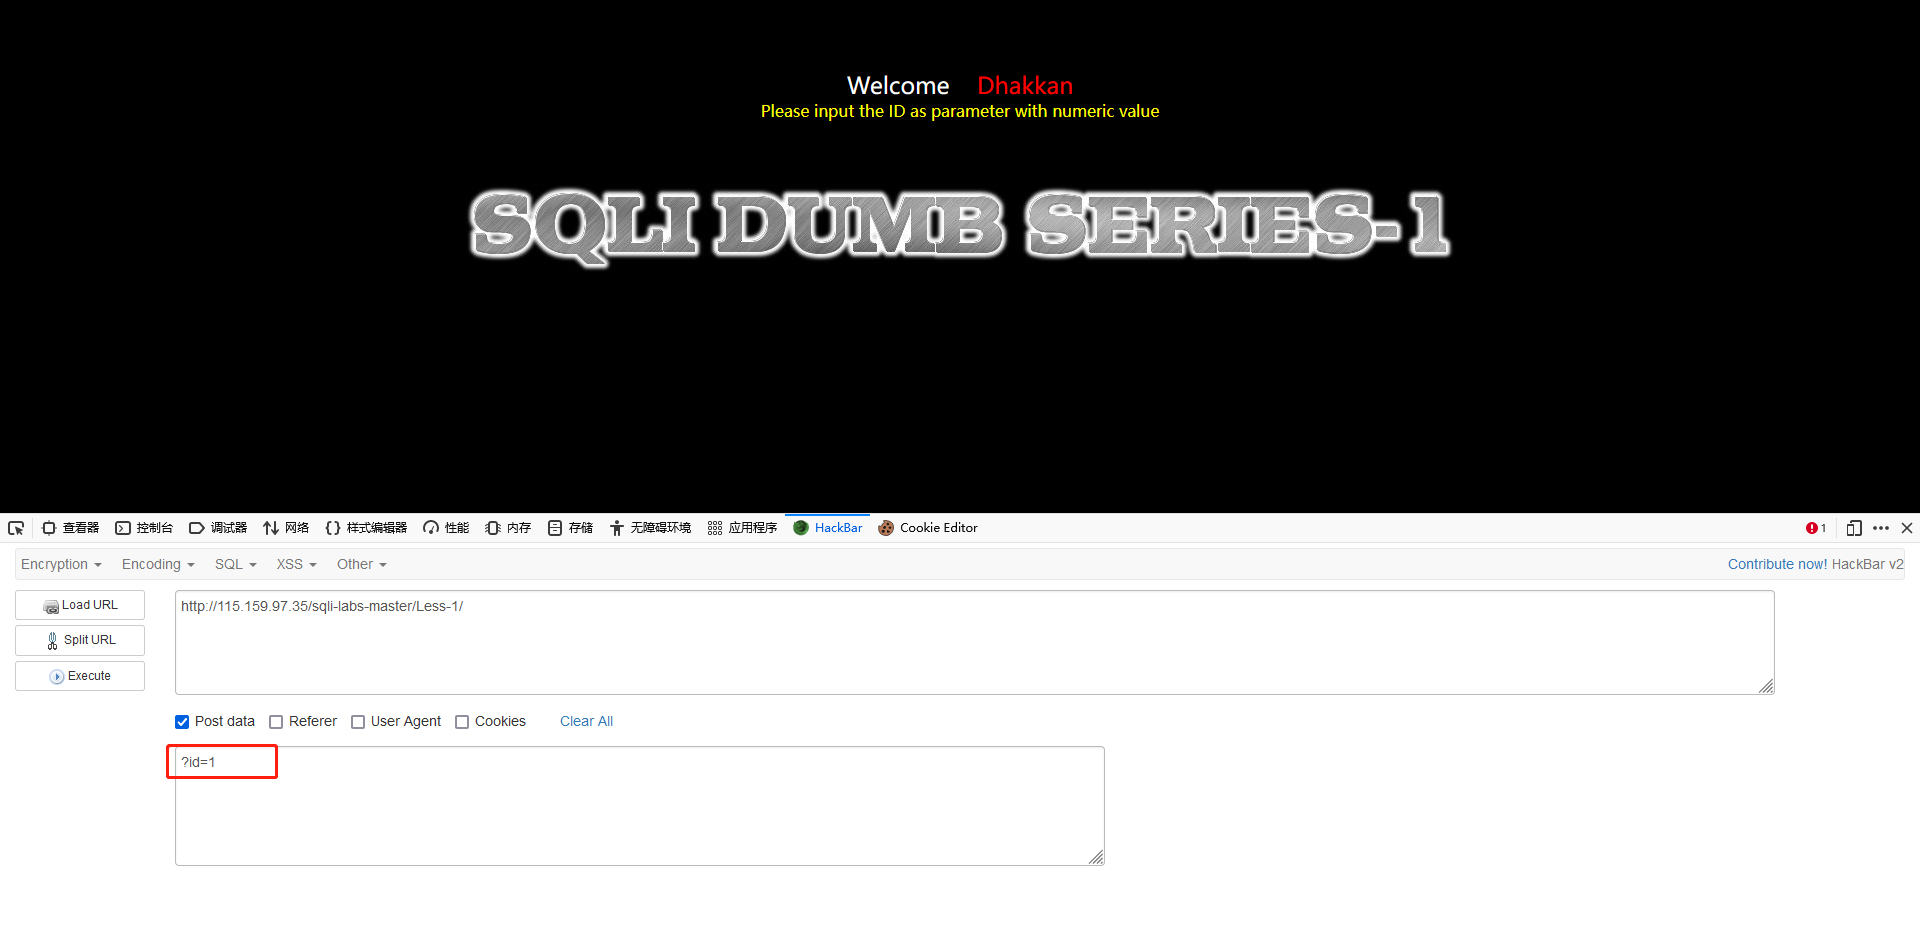 Welcome Dhakkan
Please input the ID as parameter with numeric value
SQLI DUMB SERIES-1
查看器 控制台 调试器 网络 样式编辑器 性能 内存 存储 无障碍环境 应用程序 HackBar Cookie Editor 1
Encryption Encoding SQL XSS Other Contribute now! HackBar v2
Load URL http://115.159.97.35/sqli-labs-master/Less-1/
Split URL
Execute
Post data Referer User Agent Cookies Clear All
?id=1